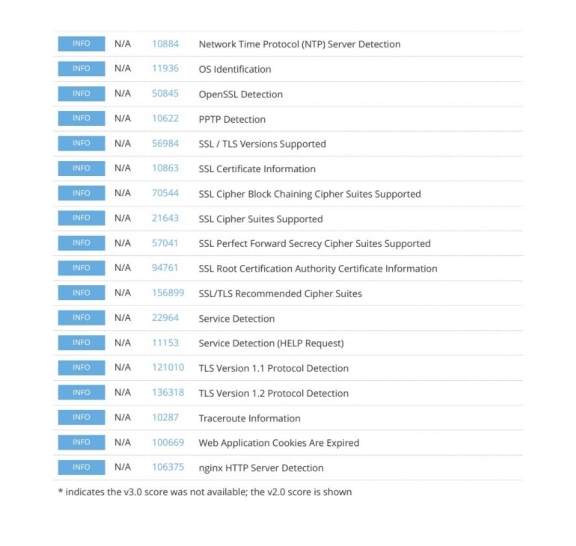 INFO N/A 10884 Network Time Protocol (NTP) Server Detection
INFO N/A 11936 OS Identification
INFO N/A 50845 OpenSSL Detection
INFO N/A 10622 PPTP Detection
INFO N/A 56984 SSL / TLS Versions Supported
INFO N/A 10863 SSL Certificate Information
INFO N/A 70544 SSL Cipher Block Chaining Cipher Suites Supported
INFO N/A 21643 SSL Cipher Suites Supported
INFO N/A 57041 SSL Perfect Forward Secrecy Cipher Suites Supported
INFO N/A 94761 SSL Root Certification Authority Certificate Information
INFO N/A 156899 SSL/TLS Recommended Cipher Suites
INFO N/A 22964 Service Detection
INFO N/A 11153 Service Detection (HELP Request)
INFO N/A 121010 TLS Version 1.1 Protocol Detection
INFO N/A 136318 TLS Version 1.2 Protocol Detection
INFO N/A 10287 Traceroute Information
INFO N/A 100669 Web Application Cookies Are Expired
INFO N/A 106375 nginx HTTP Server Detection
* indicates the v3.0 score was not available; the v2.0 score is shown